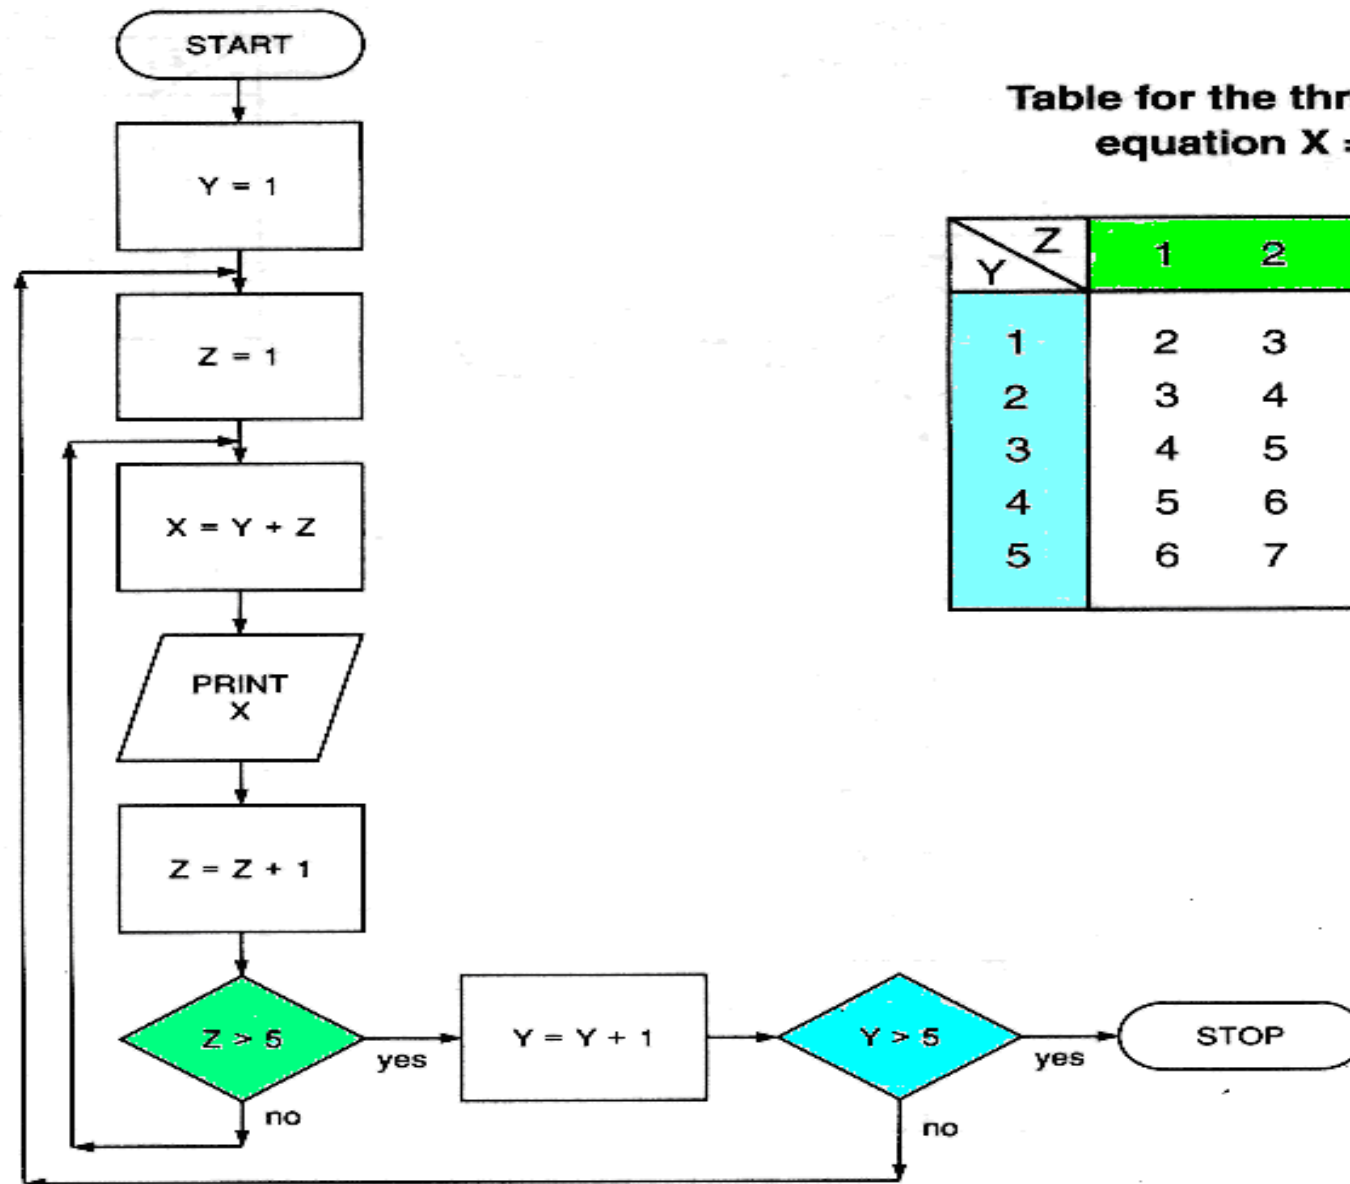 START
Y = 1
Z = 1
X = Y + Z
PRINT
X
Z = Z + 1
Z > 5
yes
no
Y = Y + 1
Y > 5
yes
no
STOP
Table for the
equation X =
Z
Y
1 2
1 2 3
2 3 4
3 4 5
4 5 6
5 6 7